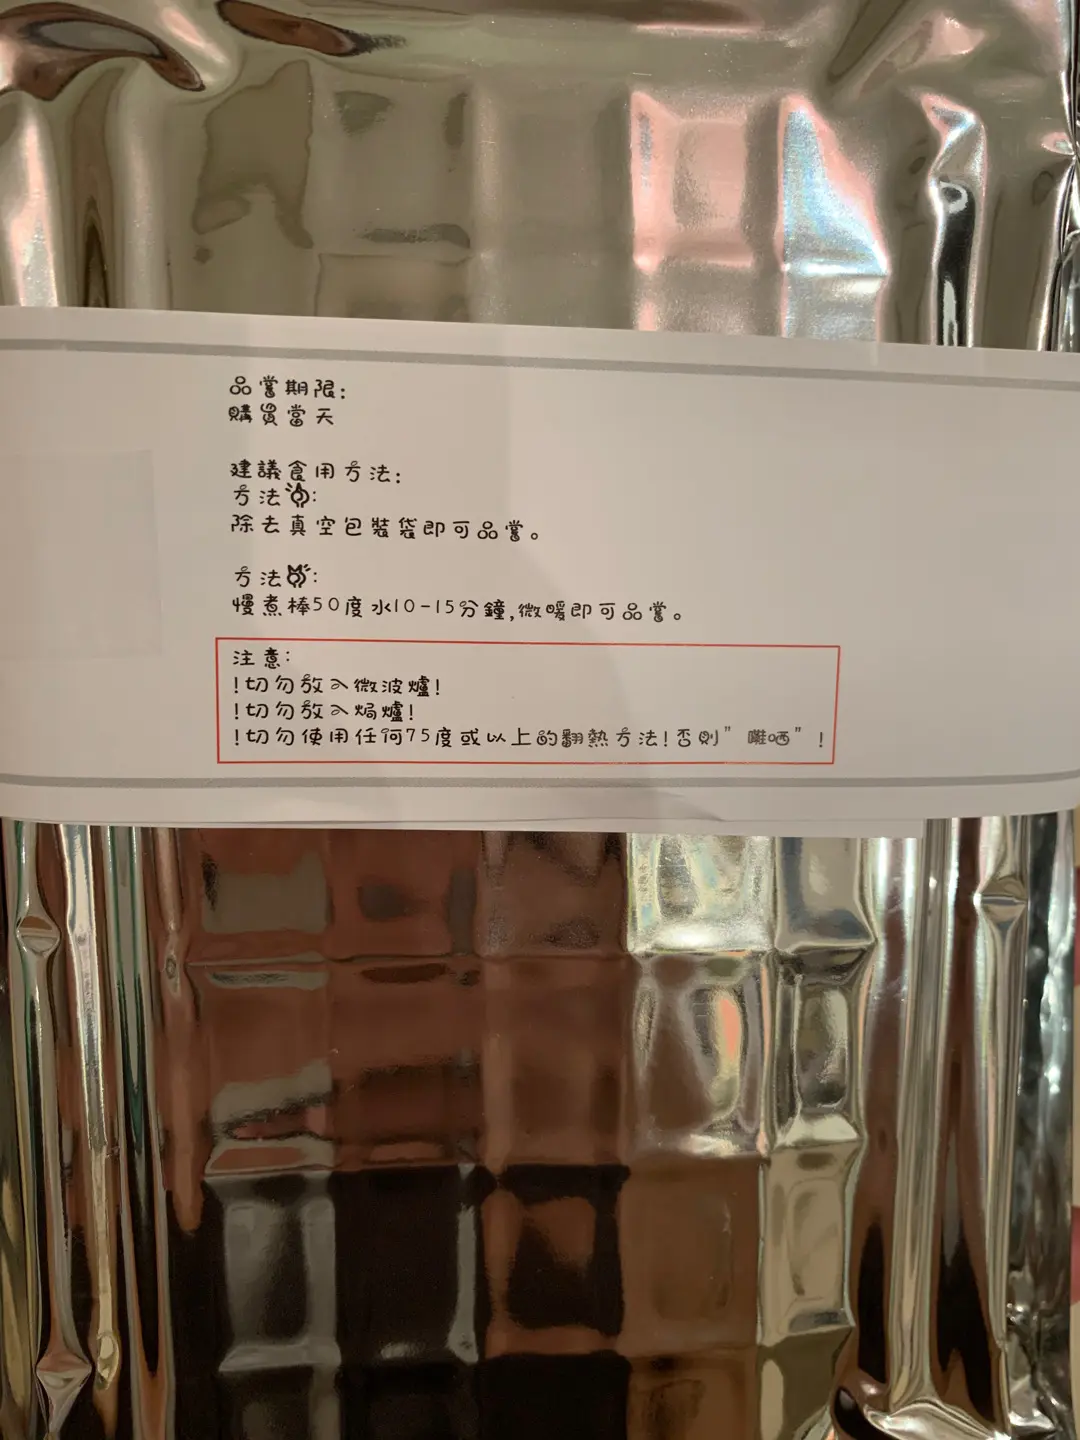 品嘗期限:
購買當天
建議食用方法:
方法
除去真空包裝袋即可品嘗。
方法
慢煮棒50度水10-15分鐘,微暖即可品嘗。
注意:
!切勿放入微波爐!
!切勿放入焗爐!
!切勿使用任何75度或以上的翻熱方法!否則"嘥晒"!